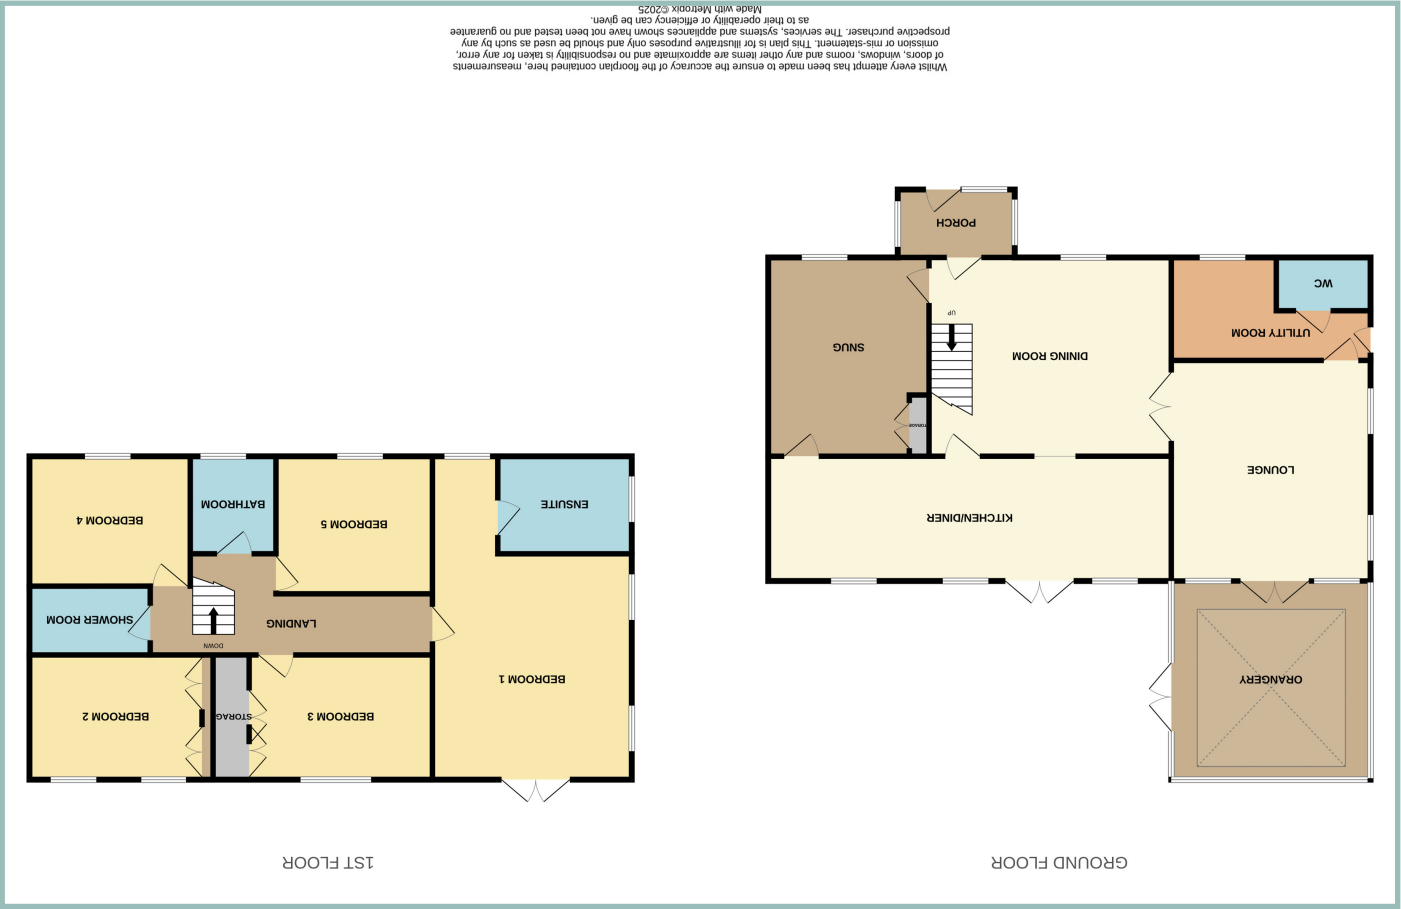 GROUND FLOOR
ORANGERY
LOUNGE
KITCHEN/DINER
UTILITY ROOM
WC
DINING ROOM
TORAGE
SNUG
UP
PORCH
1ST FLOOR
BEDROOM 1
BEDROOM 3
STORAG
BEDROOM 2
DOWN
LANDING
SHOWER ROOM
ENSUITE
BEDROOM 5
BATHROOM
BEDROOM 4
Whilst every attempt has been made to ensure the accuracy of the floorplan contained here, measurements
of doors, windows, rooms and any other items are approximate and no responsibility is taken for any error,
omission or mis-statement. This plan is for illustrative purposes only and should be used as such by any
prospective purchaser. The services, systems and appliances shown have not been tested and no guarantee
as to their operability or efficiency can be given.
Made with Metropix ©2025